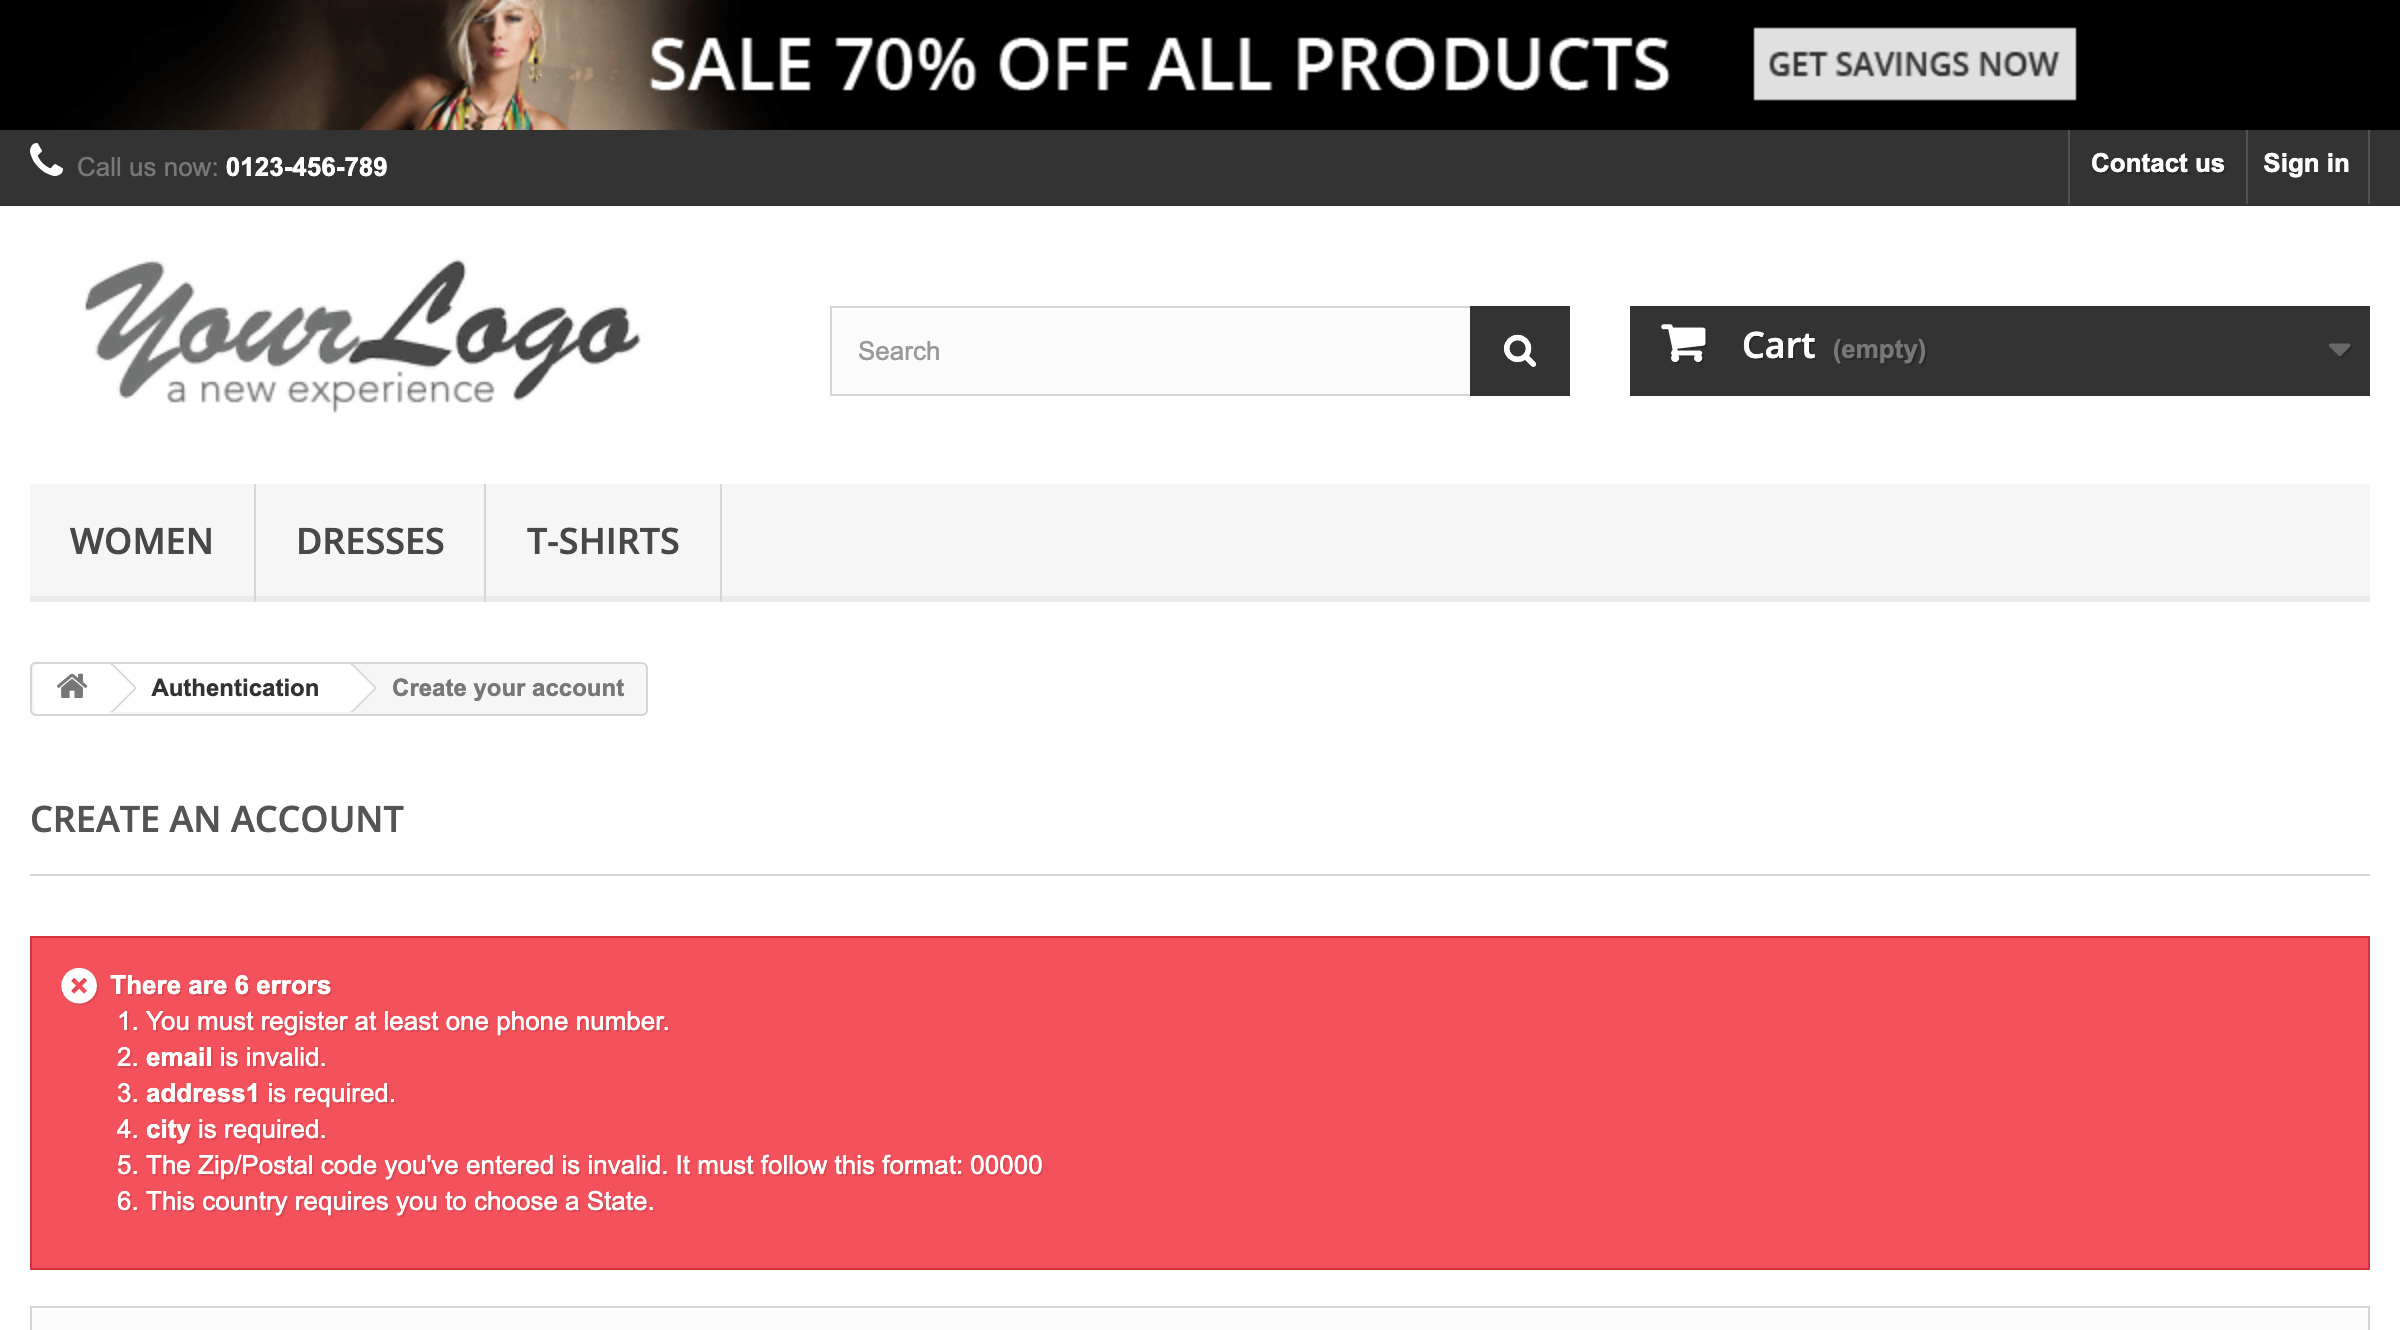 SALE 70% OFF ALL PRODUCTS
GET SAVINGS NOW
Call us now: 0123-456-789
Contact us
Sign in
YourLogo
a new experience
Search
Cart (empty)
WOMEN
DRESSES
T-SHIRTS
Authentication
Create your account
CREATE AN ACCOUNT
There are 6 errors
1. You must register at least one phone number.
2. email is invalid.
3. address1 is required.
4. city is required.
5. The Zip/Postal code you've entered is invalid. It must follow this format: 00000
6. This country requires you to choose a State.